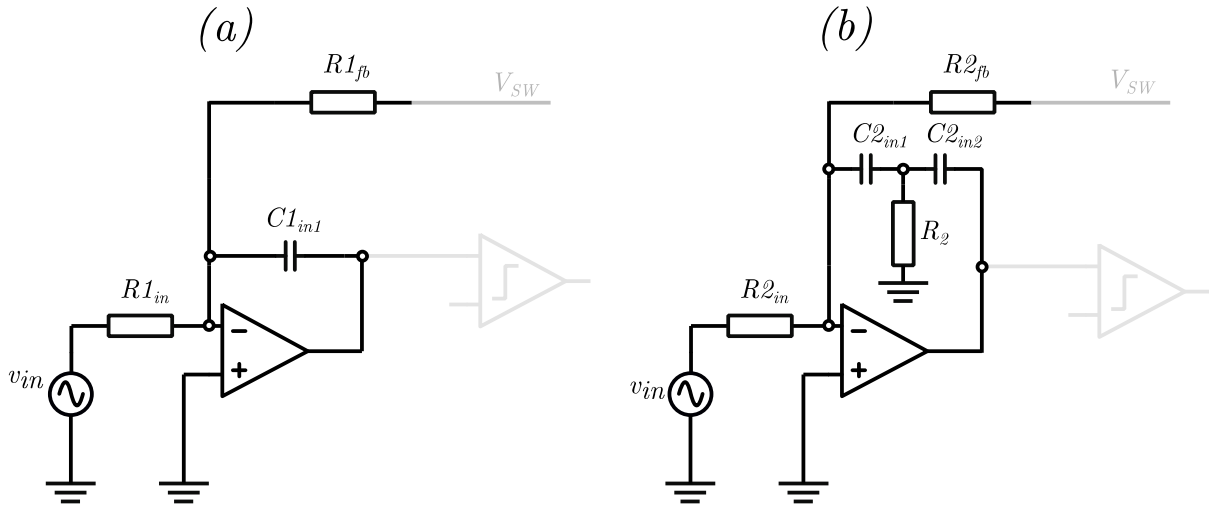 (a)
R1fb
VSW
C1in1
R1in
vin
(b)
R2fb
VSW
C2in1 C2in2
R2
R2in
vin